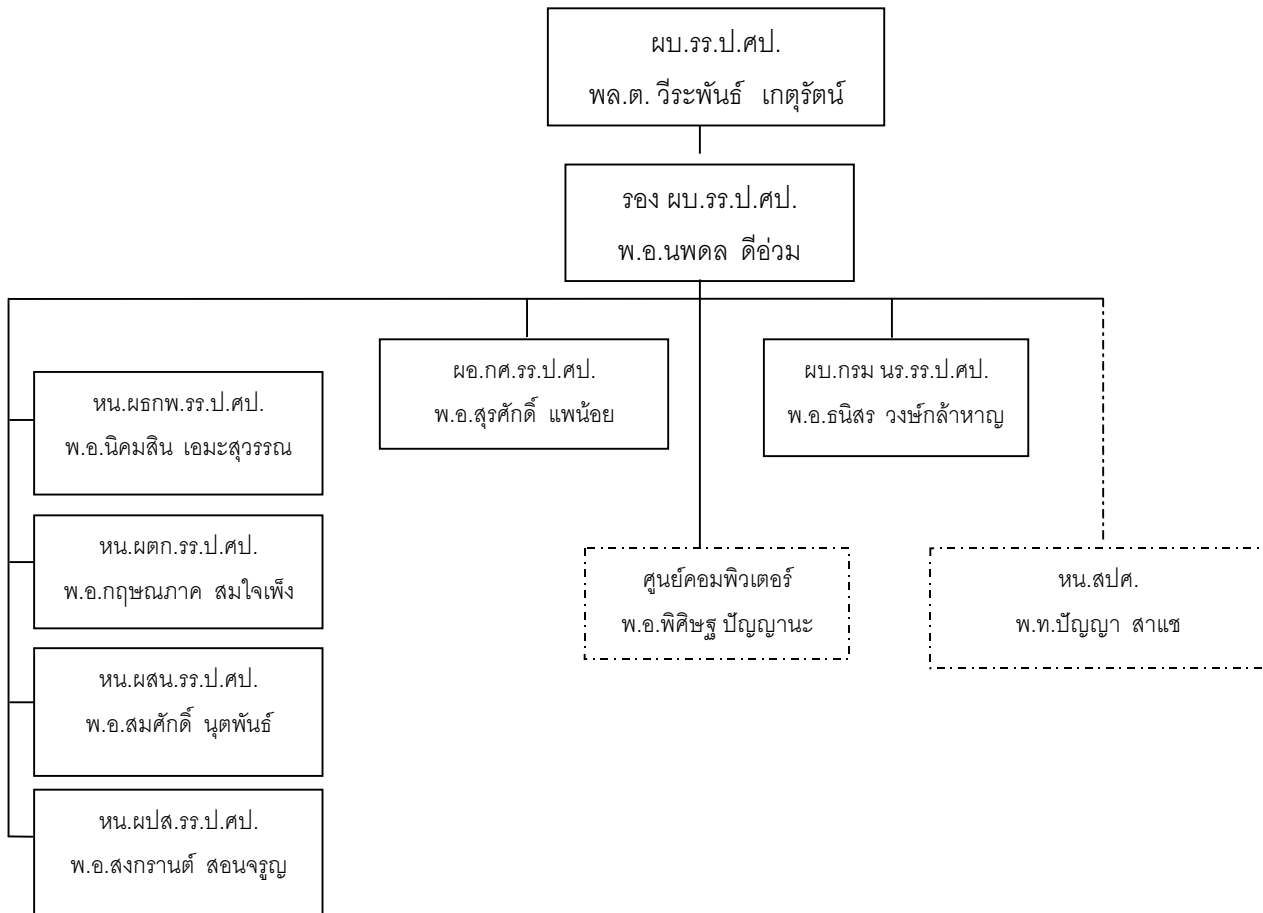 ผบ.รร.ป.ศป.
พล.ต. วีระพันธ์ เกตุรัตน์
รอง ผบ.รร.ป.ศป.
พ.อ.นพดล ดีอ่วม
ผอ.กศ.รร.ป.ศป.
พ.อ.สุรศักดิ์ แพน้อย
ผบ.กรม นร.รร.ป.ศป.
พ.อ.ธนิสร วงษ์กล้าหาญ
หน.ผธกพ.รร.ป.ศป.
พ.อ.นิคมสิน เอมะสุวรรณ
หน.ผตก.รร.ป.ศป.
พ.อ.กฤษณภาค สมใจเพ็ง
ศูนย์คอมพิวเตอร์
พ.อ.พิศิษฐ ปัญญานะ
หน.สปศ.
พ.ท.ปัญญา สาแช
หน.ผสน.รร.ป.ศป.
พ.อ.สมศักดิ์ นุตพันธ์
หน.ผปส.รร.ป.ศป.
พ.อ.สงกรานต์ สอนจรูญ